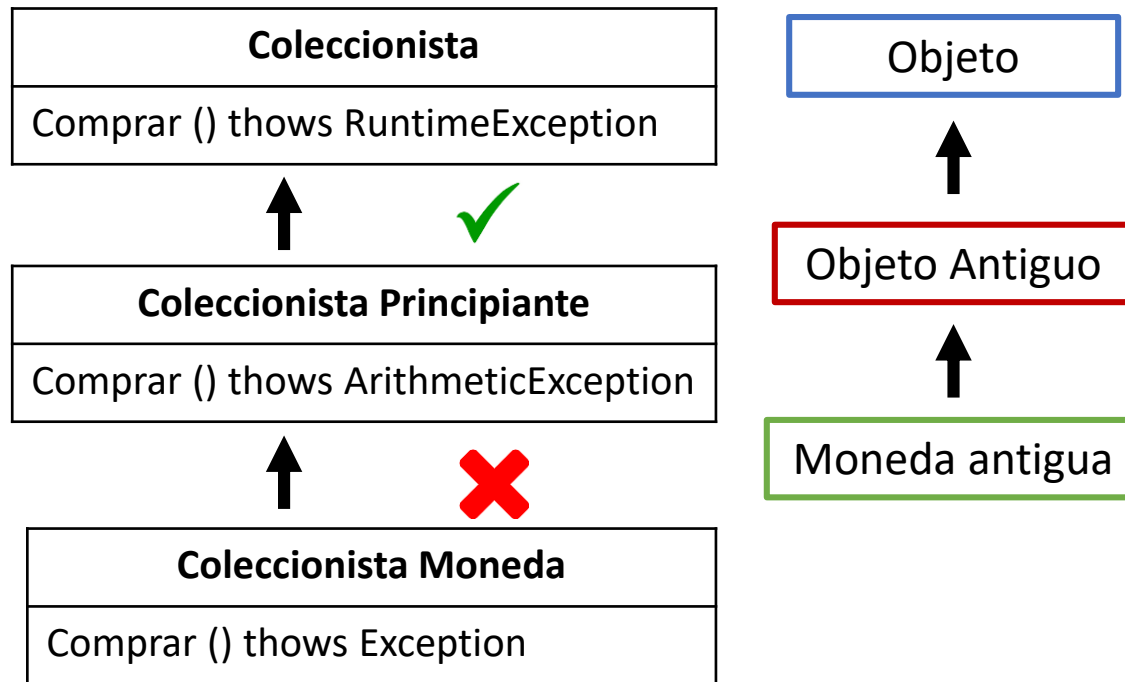 Coleccionista
Comprar () thows RuntimeException
Coleccionista Principiante
Comprar () thows ArithmeticException
Coleccionista Moneda
Comprar () thows Exception
Objeto
Objeto Antiguo
Moneda antigua